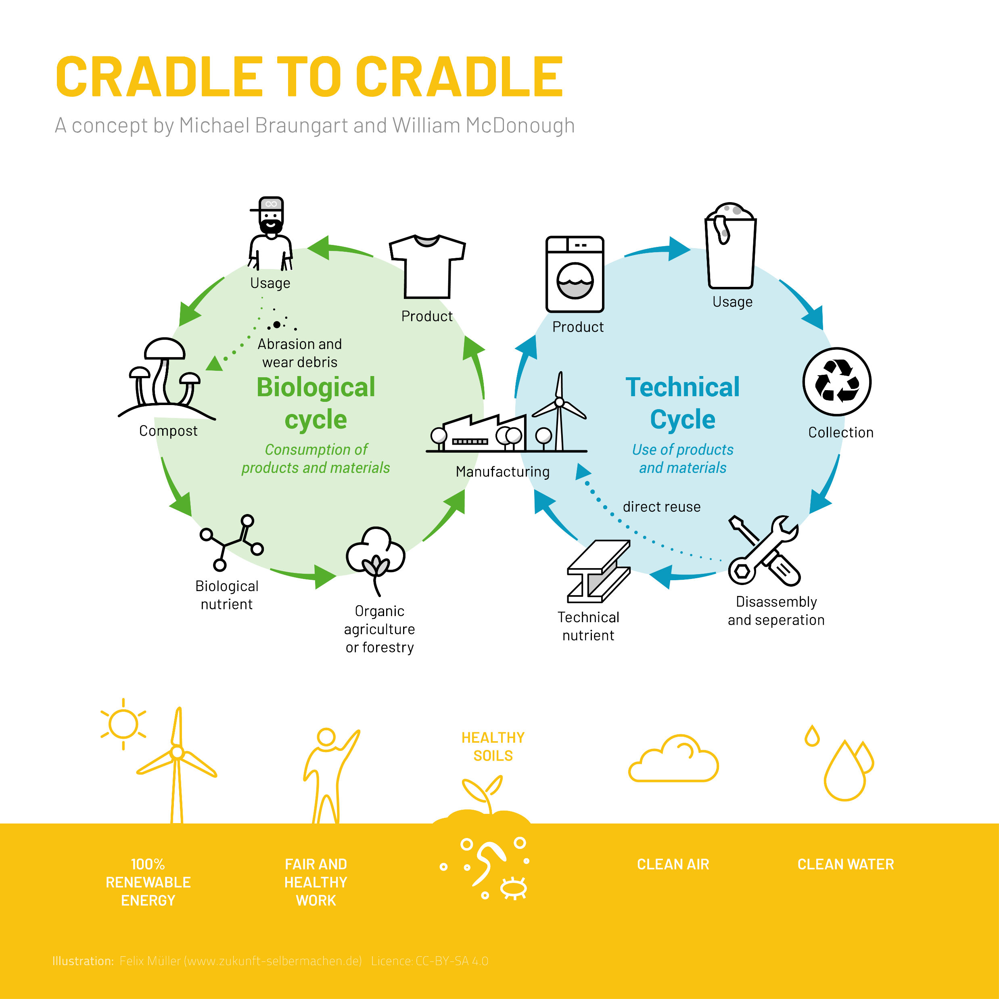 CRADLE TO CRADLE
A concept by Michael Braungart and William McDonough
Usage
Product
Abrasion and
wear debris
Biological
cycle
Consumption of
products and materials
Compost
Biological
nutrient
Organic
agriculture
or forestry
Manufacturing
Product
Usage
Technical
Cycle
Use of products
and materials
Collection
direct reuse
Technical
nutrient
Disassembly
and seperation
100%
RENEWABLE
ENERGY
FAIR AND
HEALTHY
WORK
HEALTHY
SOILS
CLEAN AIR
CLEAN WATER
Illustration: Felix Müller (www.zukunft-selbermachen.de) Licence: CC-BY-SA 4.0